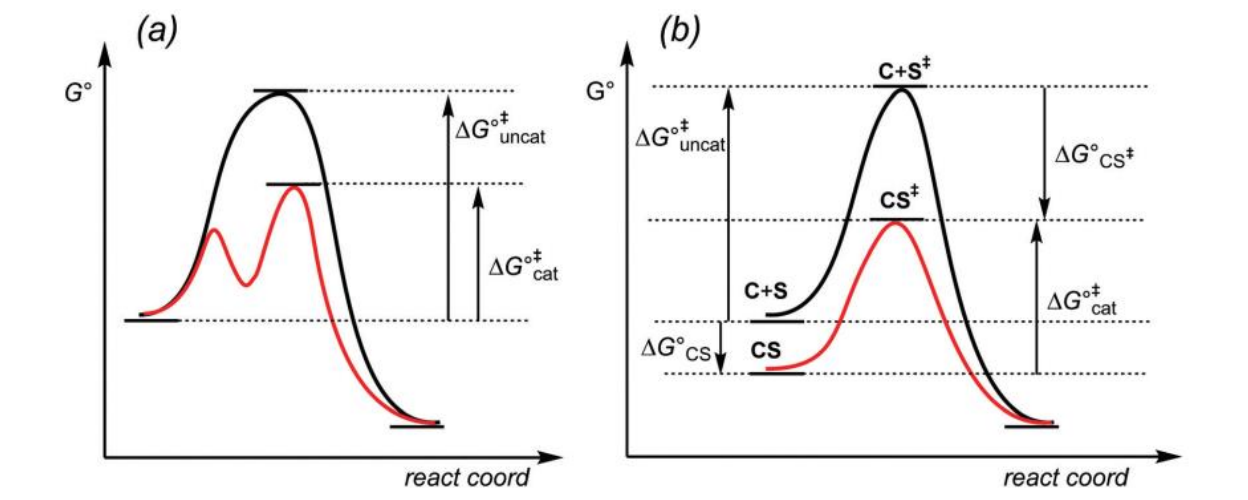 (a)
G°
ΔG°‡uncat
ΔG°‡cat
react coord
(b)
G°
C+S‡
ΔG°‡uncat
ΔG°CS‡
CS‡
C+S
ΔG°‡cat
ΔG°CS
CS
react coord